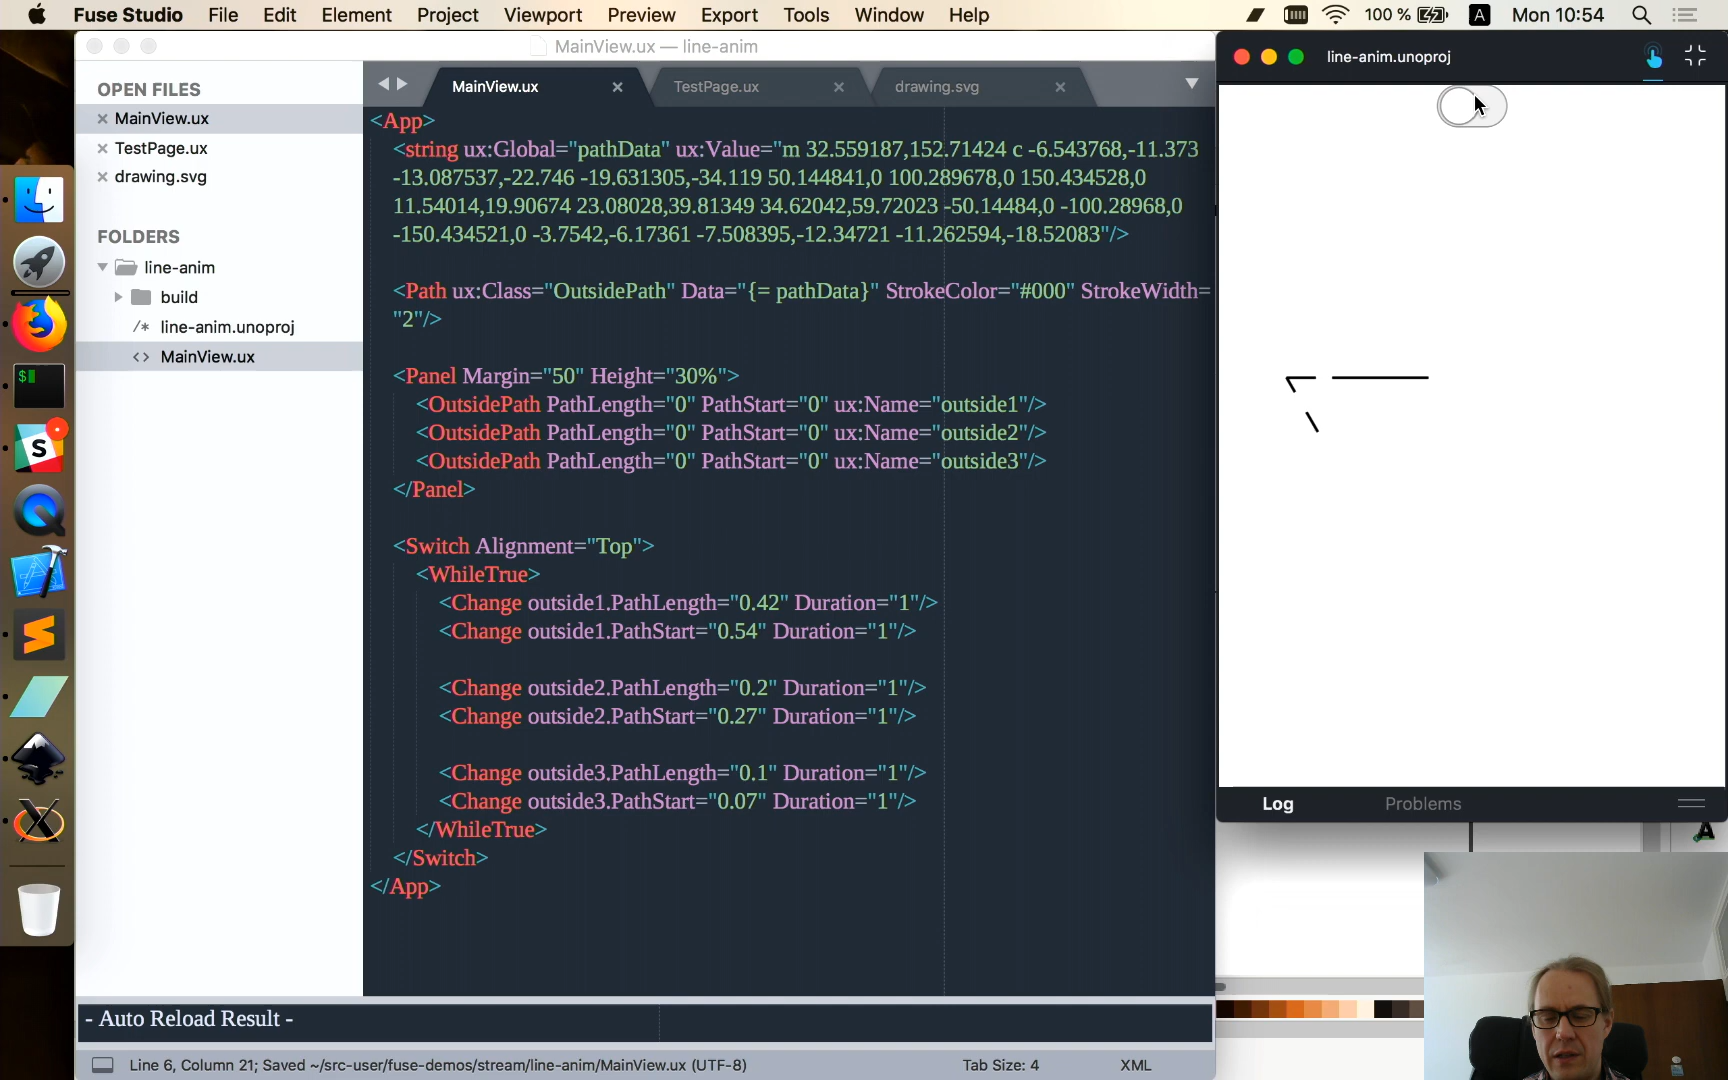 Fuse Studio File Edit Element Project Viewport Preview Export Tools Window Help 100 % A Mon 10:54
MainView.ux — line-anim
OPEN FILES
MainView.ux
TestPage.ux
drawing.svg
FOLDERS
line-anim
build
/* line-anim.unoproj
<> MainView.ux
$
S
MainView.ux TestPage.ux drawing.svg
<App>
<string ux:Global="pathData" ux:Value="m 32.559187,152.71424 c -6.543768,-11.373
-13.087537,-22.746 -19.631305,-34.119 50.144841,0 100.289678,0 150.434528,0
11.54014,19.90674 23.08028,39.81349 34.62042,59.72023 -50.14484,0 -100.28968,0
-150.434521,0 -3.7542,-6.17361 -7.508395,-12.34721 -11.262594,-18.52083"/>
<Path ux:Class="OutsidePath" Data="{= pathData}" StrokeColor="#000" StrokeWidth=
"2"/>
<Panel Margin="50" Height="30%">
<OutsidePath PathLength="0" PathStart="0" ux:Name="outside1"/>
<OutsidePath PathLength="0" PathStart="0" ux:Name="outside2"/>
<OutsidePath PathLength="0" PathStart="0" ux:Name="outside3"/>
</Panel>
<Switch Alignment="Top">
<WhileTrue>
<Change outside1.PathLength="0.42" Duration="1"/>
<Change outside1.PathStart="0.54" Duration="1"/>
<Change outside2.PathLength="0.2" Duration="1"/>
<Change outside2.PathStart="0.27" Duration="1"/>
<Change outside3.PathLength="0.1" Duration="1"/>
<Change outside3.PathStart="0.07" Duration="1"/>
</WhileTrue>
</Switch>
</App>
- Auto Reload Result -
Line 6, Column 21; Saved ~/src-user/fuse-demos/stream/line-anim/MainView.ux (UTF-8) Tab Size: 4 XML
line-anim.unoproj
Log Problems
A